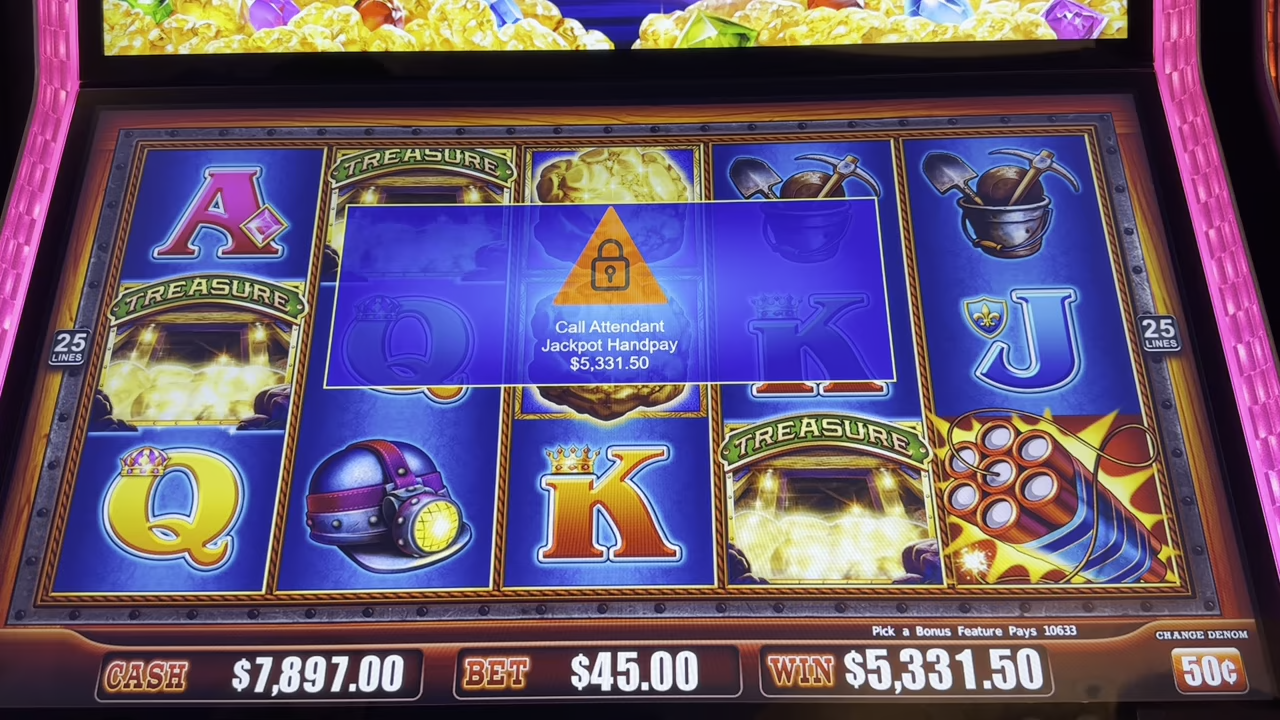 A
TREASURE
TREASURE
Call Attendant
Jackpot Handpay
$5,331.50
Q
K
J
25
LINES
25
LINES
Q
K
TREASURE
Pick a Bonus Feature Pays 10633
CHANGE DENOM
CASH $7,897.00
BET $45.00
WIN $5,331.50
50¢